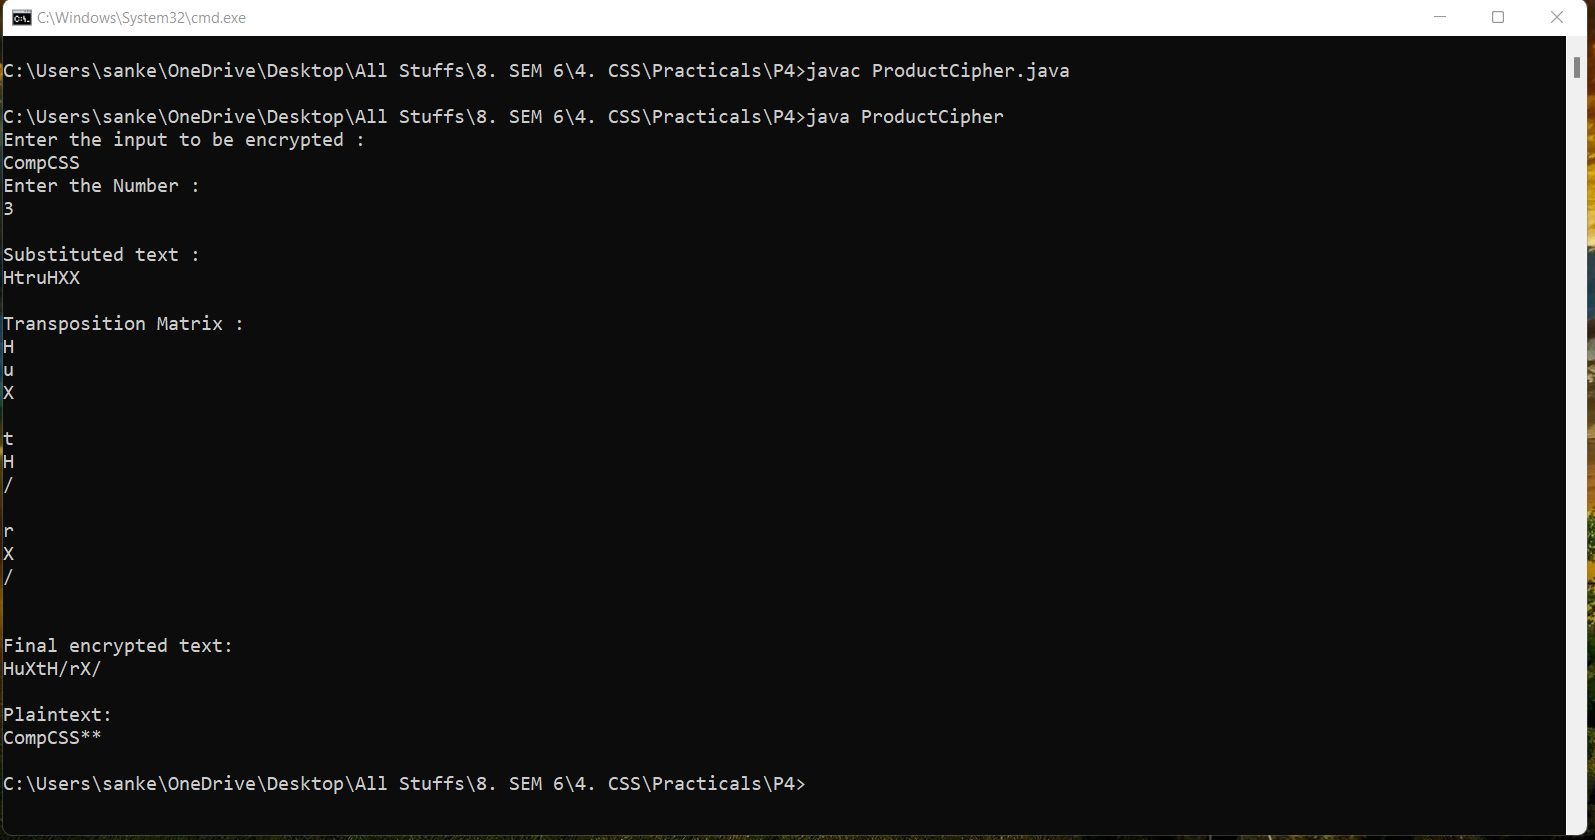 C:\Windows\System32\cmd.exe
C:\Users\sanke\OneDrive\Desktop\All Stuffs\8. SEM 6\4. CSS\Practicals\P4>javac ProductCipher.java
C:\Users\sanke\OneDrive\Desktop\All Stuffs\8. SEM 6\4. CSS\Practicals\P4>java ProductCipher
Enter the input to be encrypted :
CompCSS
Enter the Number :
3
Substituted text :
HtruHXX
Transposition Matrix :
H
u
X
t
H
/
r
X
/
Final encrypted text:
HuXtH/rX/
Plaintext:
CompCSS**
C:\Users\sanke\OneDrive\Desktop\All Stuffs\8. SEM 6\4. CSS\Practicals\P4>